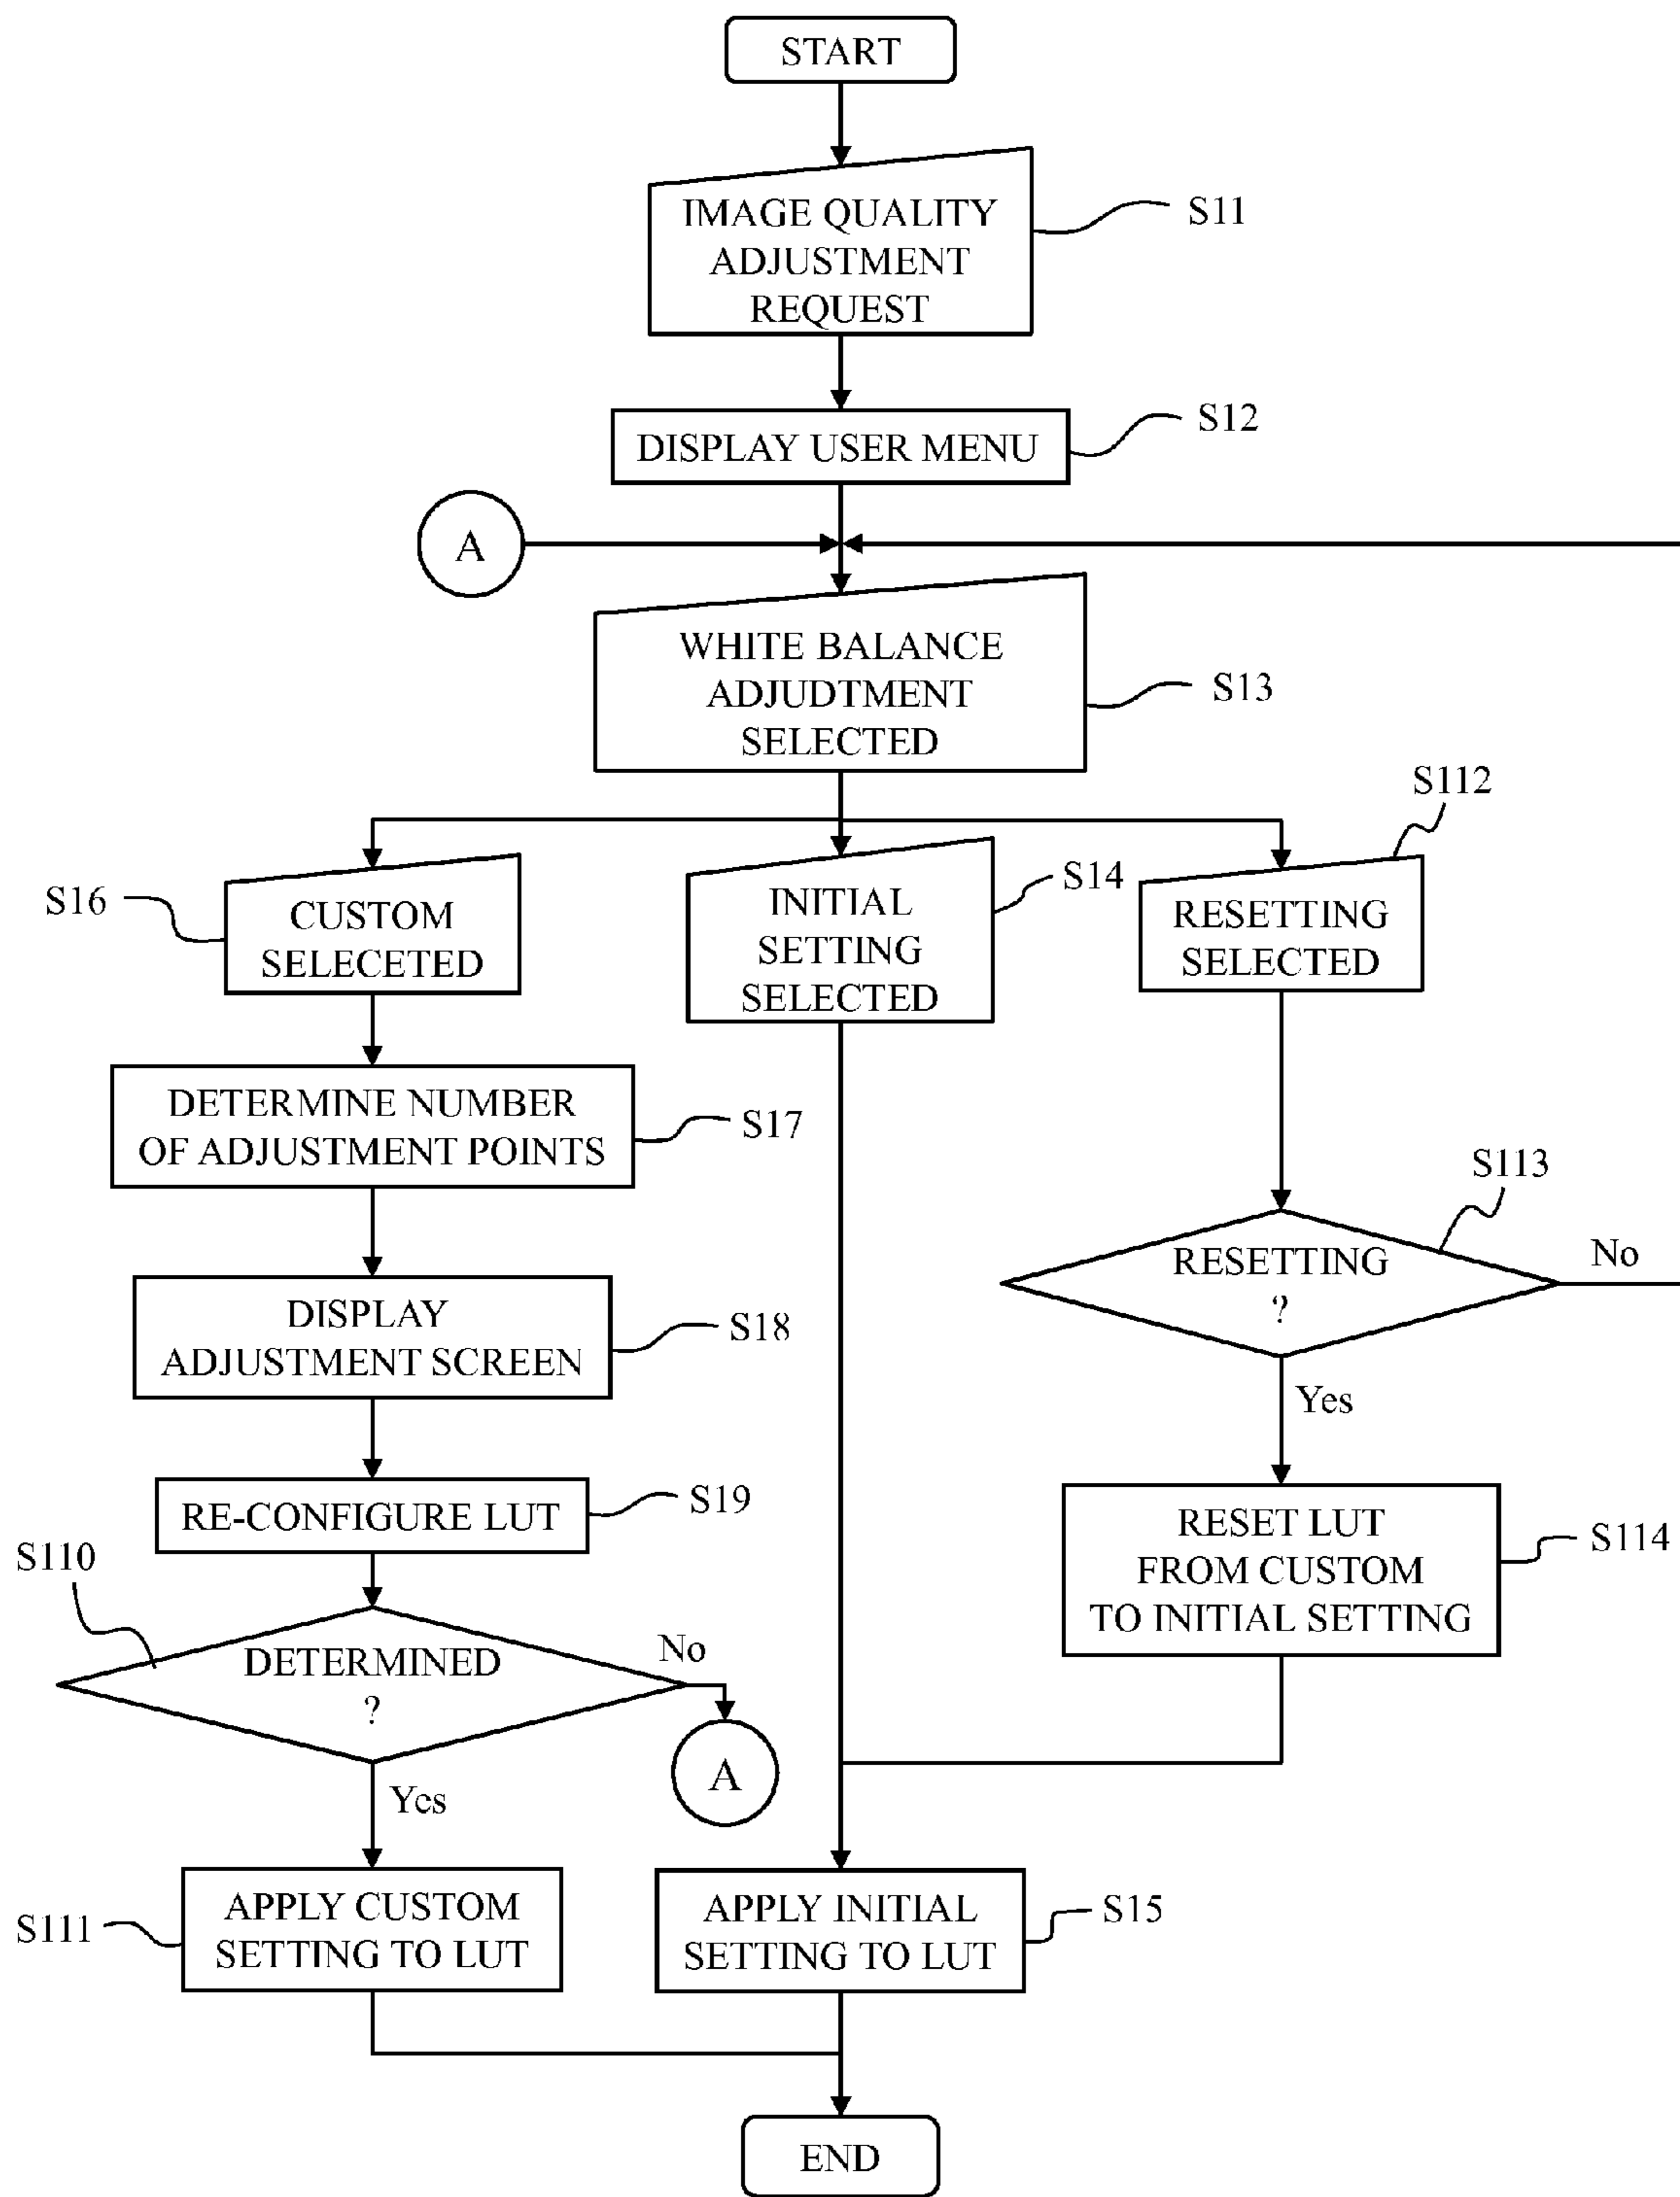 START
IMAGE QUALITY
ADJUSTMENT
REQUEST
S11
DISPLAY USER MENU
S12
A
WHITE BALANCE
ADJUDTMENT
SELECTED
S13
S112
S16
CUSTOM
SELECETED
INITIAL
SETTING
SELECTED
S14
RESETTING
SELECTED
DETERMINE NUMBER
OF ADJUSTMENT POINTS
S17
S113
RESETTING
?
No
Yes
DISPLAY
ADJUSTMENT SCREEN
S18
RE-CONFIGURE LUT
S19
RESET LUT
FROM CUSTOM
TO INITIAL SETTING
S114
S110
DETERMINED
?
No
A
Yes
S111
APPLY CUSTOM
SETTING TO LUT
APPLY INITIAL
SETTING TO LUT
S15
END